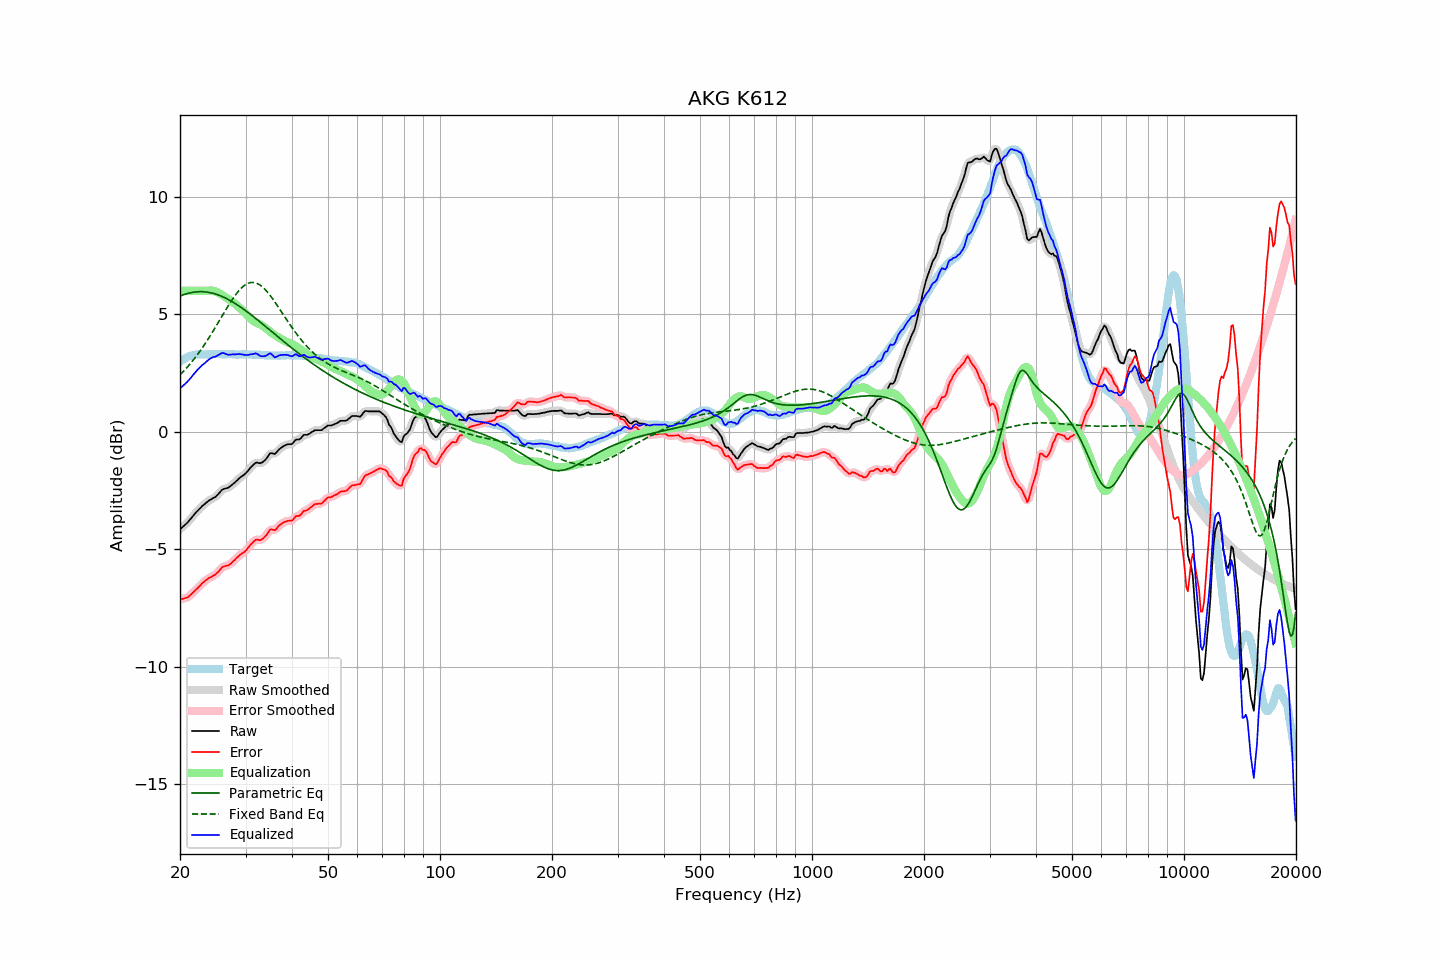 AKG K612
Amplitude (dBr)
10
5
0
−5
−10
−15
Target
Raw Smoothed
Error Smoothed
Raw
Error
Equalization
Parametric Eq
Fixed Band Eq
Equalized
20 50 100 200 500 1000 2000 5000 10000 20000
Frequency (Hz)